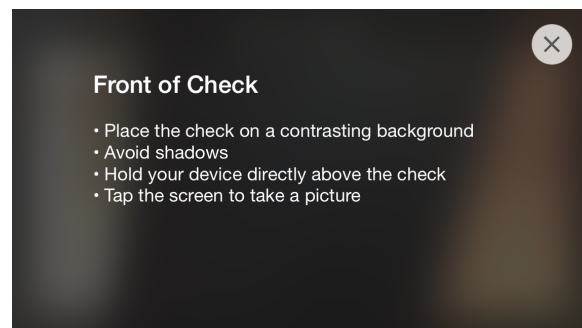 Front of Check
• Place the check on a contrasting background
• Avoid shadows
• Hold your device directly above the check
• Tap the screen to take a picture